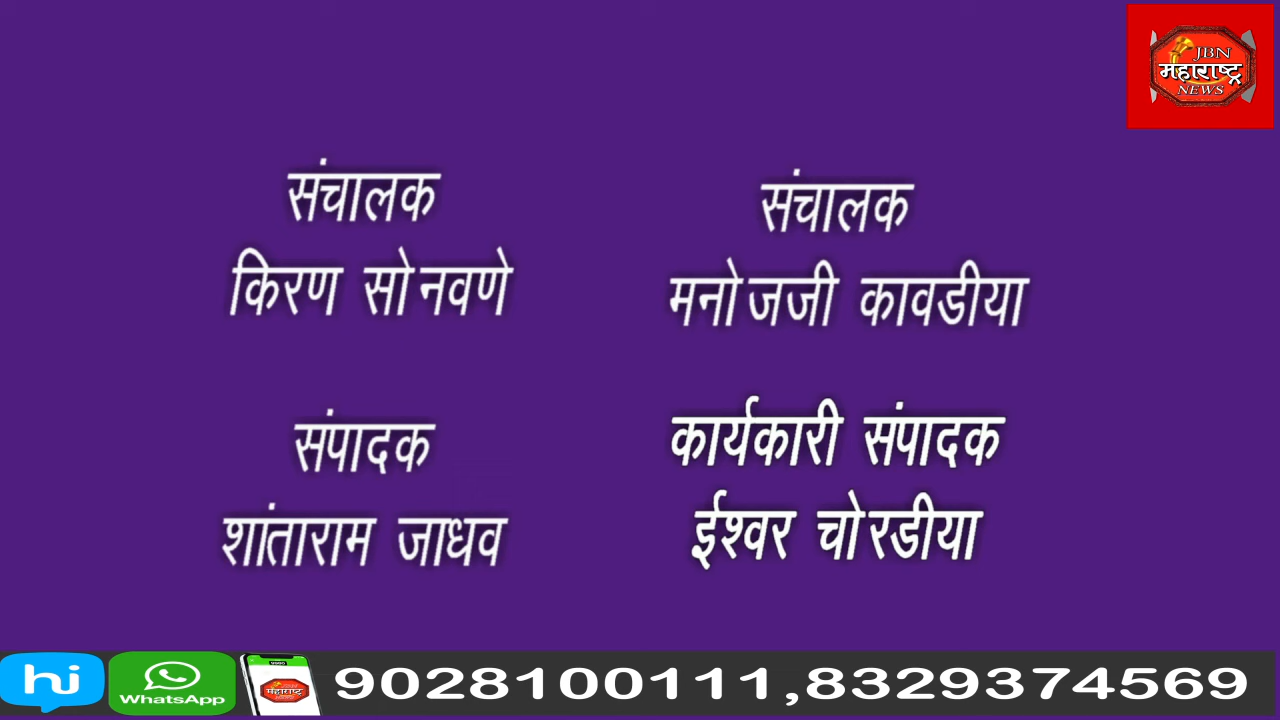 JBN
महाराष्ट्र
NEWS
संचालक
किरण सोनवणे
संचालक
मनोजजी कावडीया
संपादक
शांताराम जाधव
कार्यकारी संपादक
ईश्वर चोरडीया
hi
WhatsApp
महाराष्ट्र
9028100111,8329374569